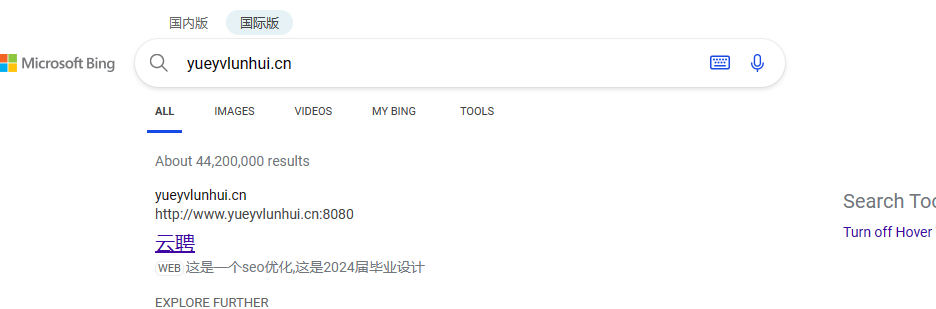 国内版 国际版
Microsoft Bing
yueyvlunhui.cn
ALL IMAGES VIDEOS MY BING TOOLS
About 44,200,000 results
yueyvlunhui.cn
http://www.yueyvlunhui.cn:8080
云聘
WEB 这是一个seo优化,这是2024届毕业设计
EXPLORE FURTHER
Search Too
Turn off Hover